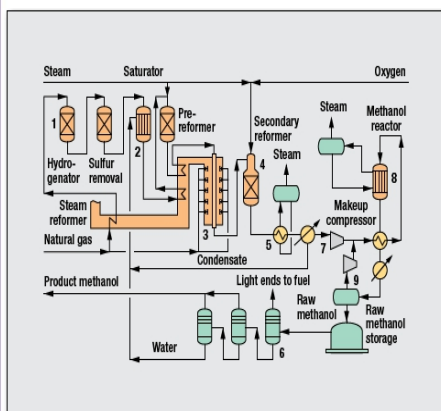 Steam
Saturator
Oxygen
Steam
Methanol
reactor
Pre-
reformer
Secondary
reformer
1
2
4
Steam
8
Hydro-
genator
Sulfur
removal
Steam
reformer
Makeup
compressor
3
5
7
Natural gas
Condensate
9
Product methanol
Light ends to fuel
Raw
methanol
Raw
methanol
storage
Water
6